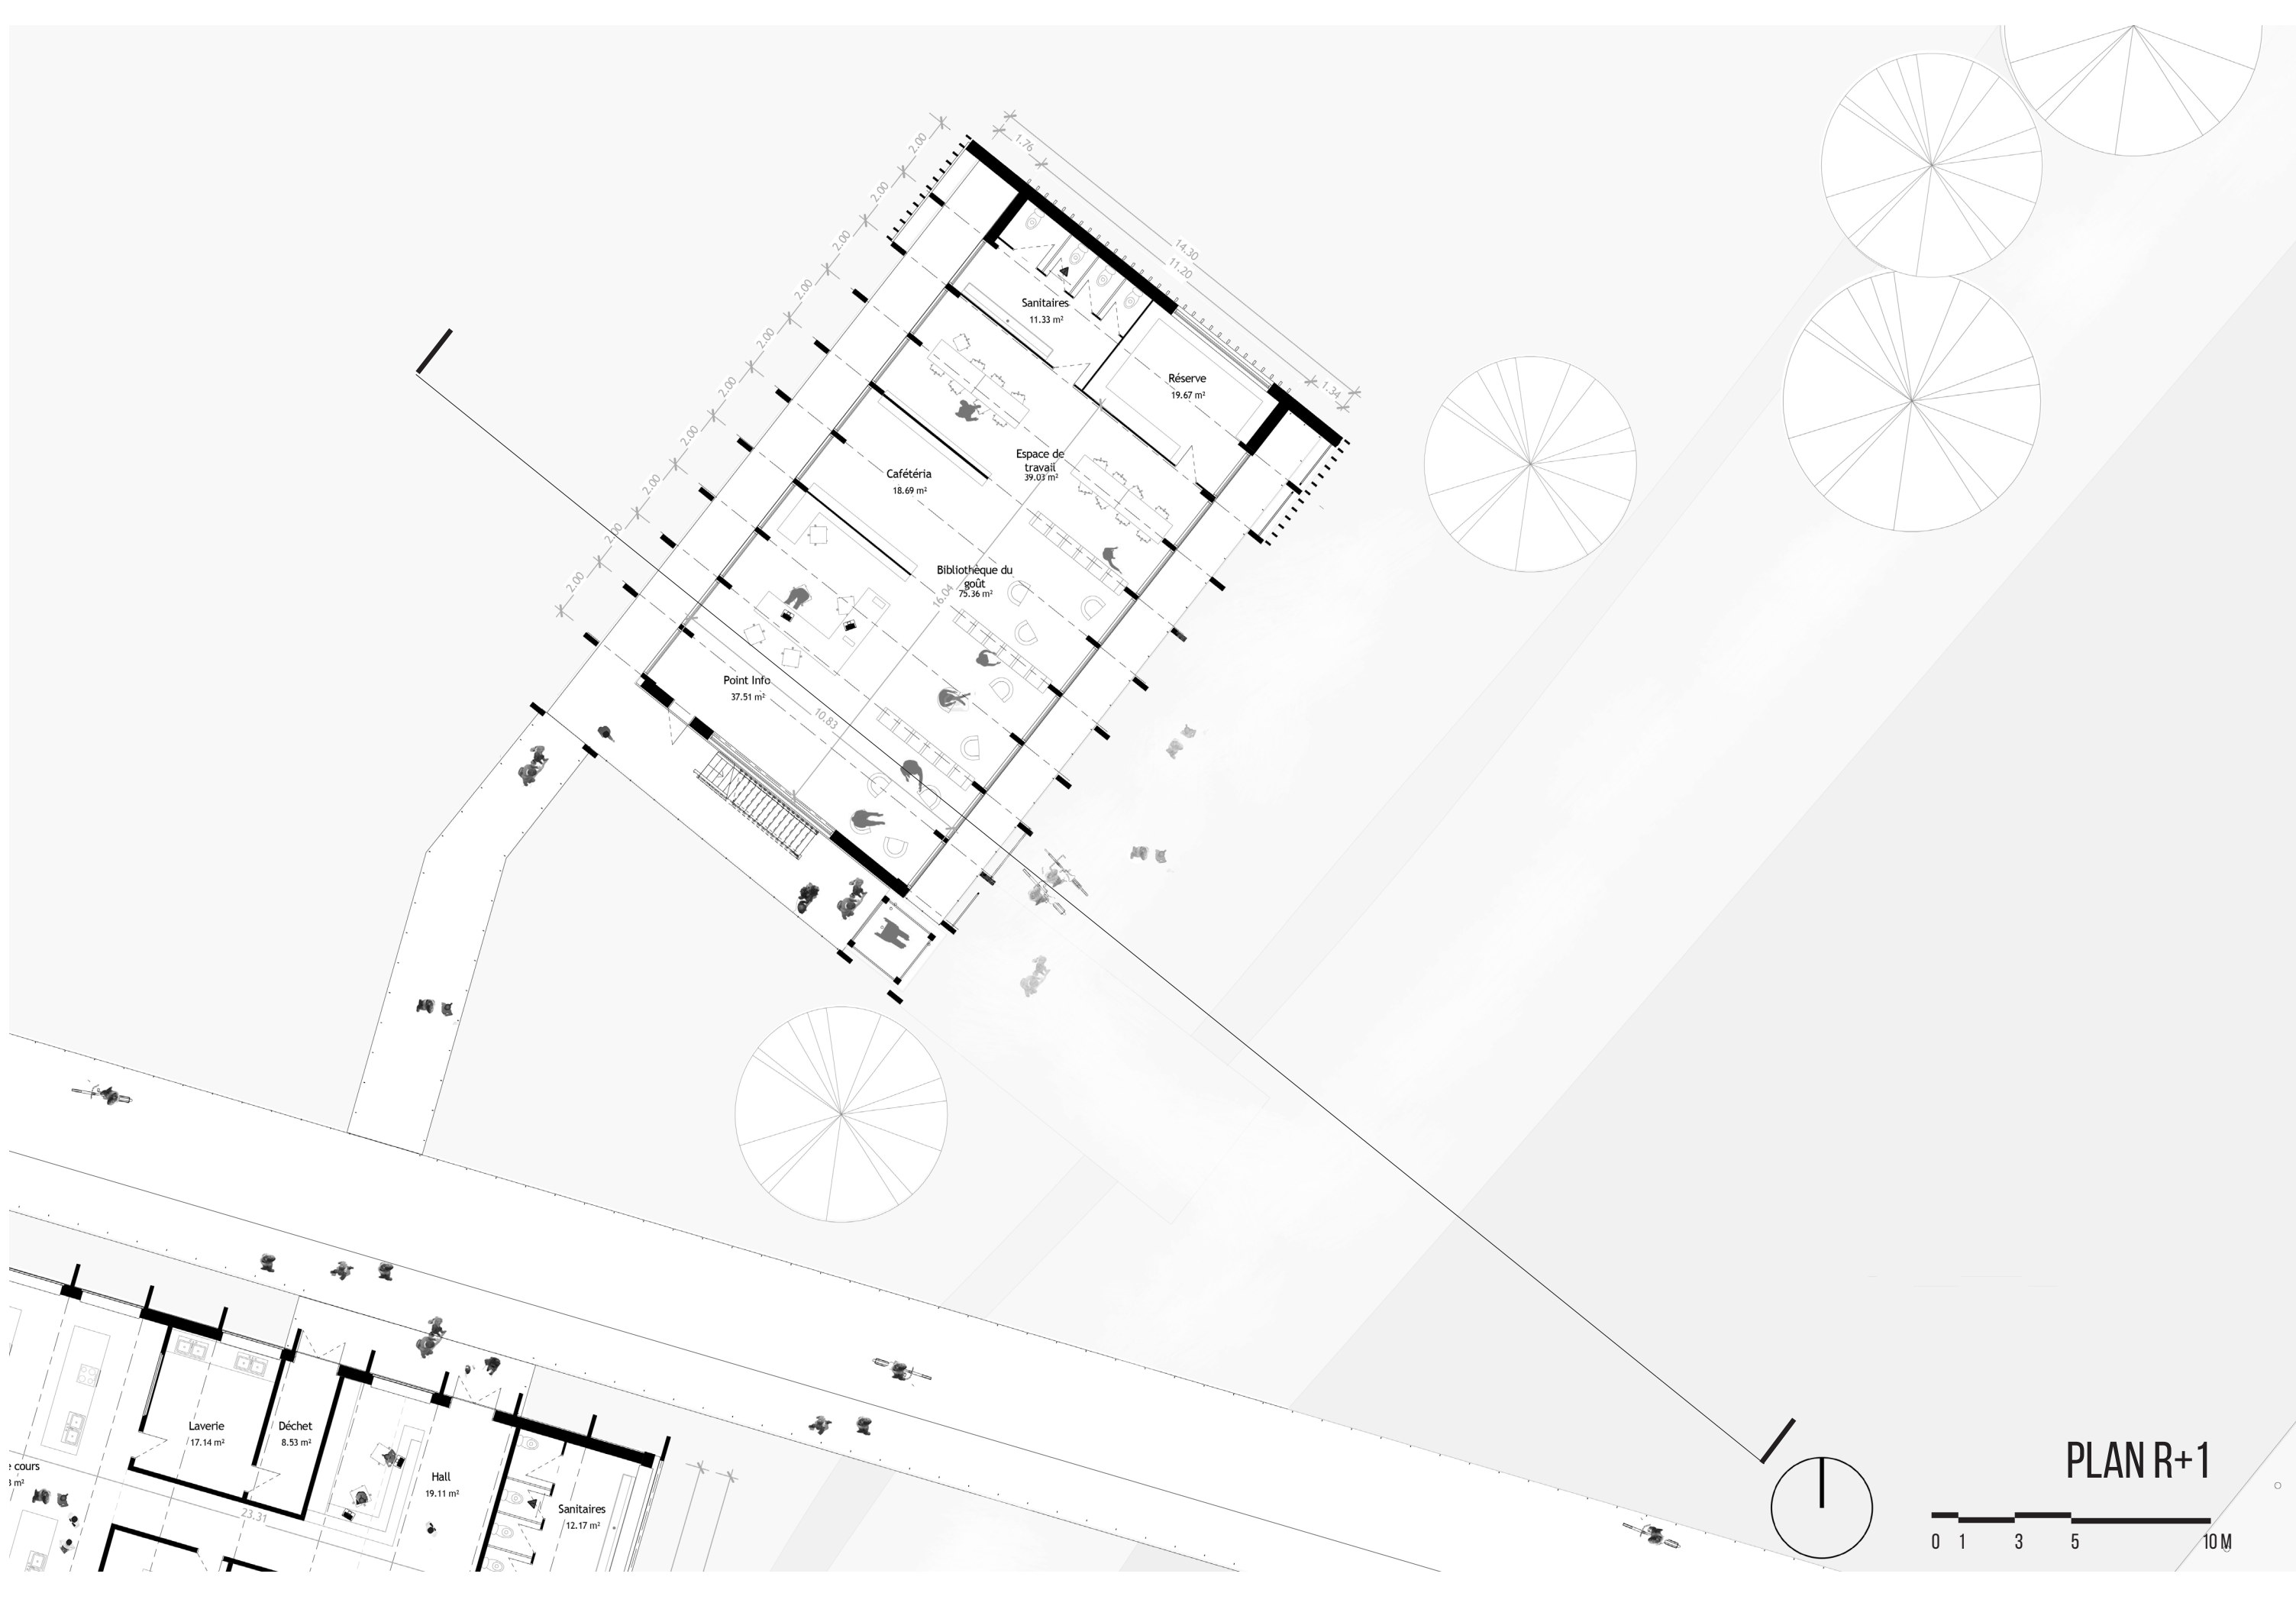 2.00
2.00
2.00
2.00
2.00
2.00
2.00
2.00
2.00
2.00
1.76
14.30
11.20
1.34
Sanitaires
11.33 m²
Réserve
19.67 m²
Espace de
travail
39.03 m²
Cafétéria
18.69 m²
Bibliothèque du
goût
75.36 m²
16.04
Point Info
37.51 m²
10.83
Laverie
17.14 m²
Déchet
8.53 m²
Hall
19.11 m²
Sanitaires
12.17 m²
cours
m²
23.31
PLAN R+1
0 1 3 5 10 M